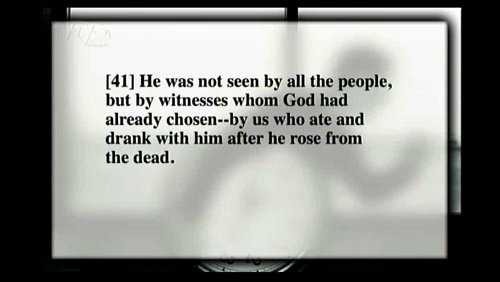 [41] He was not seen by all the people,
but by witnesses whom God had
already chosen--by us who ate and
drank with him after he rose from
the dead.